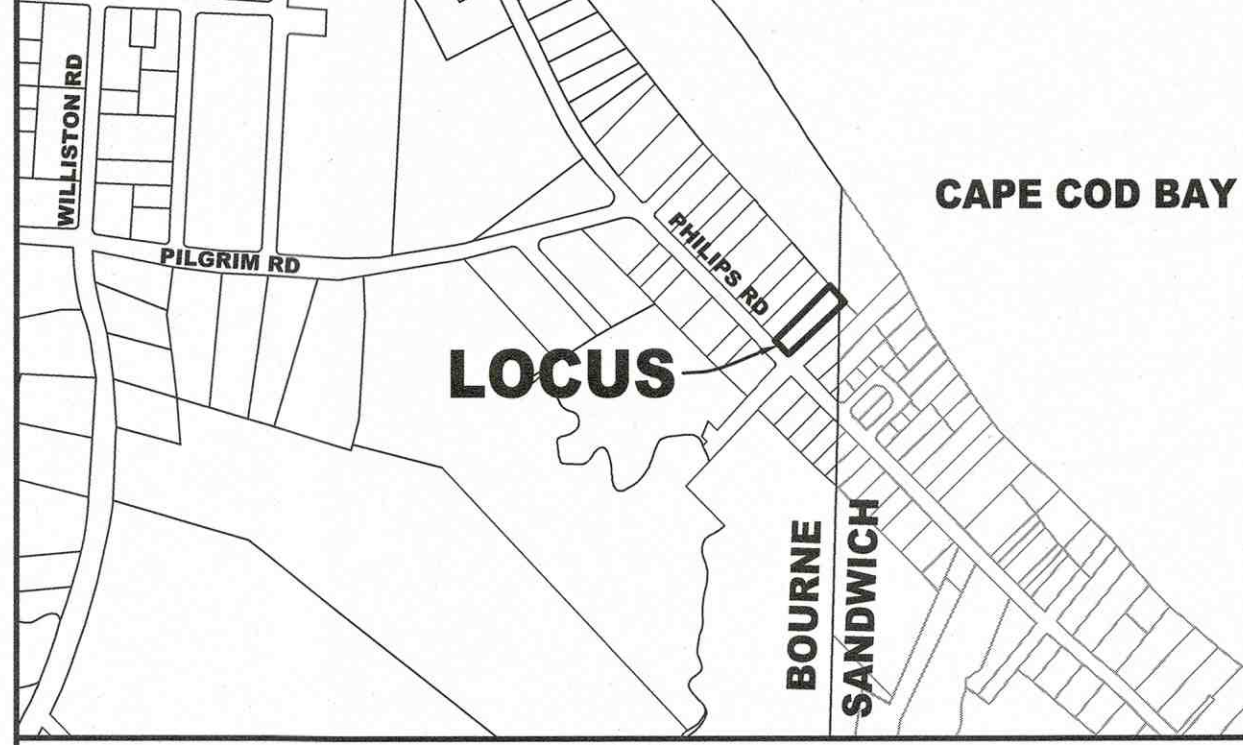 WILLISTON RD
PILGRIM RD
PHILIPS RD
CAPE COD BAY
LOCUS
BOURNE
SANDWICH